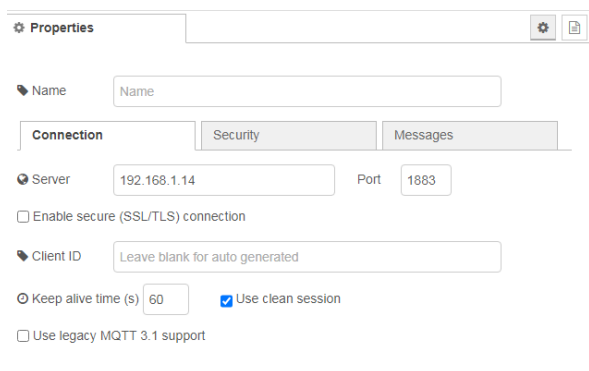 Properties
Name Name
Connection Security Messages
Server 192.168.1.14 Port 1883
Enable secure (SSL/TLS) connection
Client ID Leave blank for auto generated
Keep alive time (s) 60 Use clean session
Use legacy MQTT 3.1 support